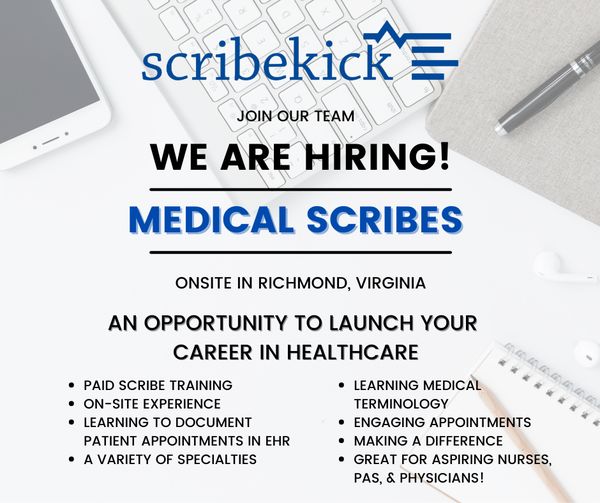 scribekick
JOIN OUR TEAM
WE ARE HIRING!
MEDICAL SCRIBES
ONSITE IN RICHMOND, VIRGINIA
AN OPPORTUNITY TO LAUNCH YOUR
CAREER IN HEALTHCARE
• PAID SCRIBE TRAINING
• ON-SITE EXPERIENCE
• LEARNING TO DOCUMENT
PATIENT APPOINTMENTS IN EHR
• A VARIETY OF SPECIALTIES
• LEARNING MEDICAL
TERMINOLOGY
• ENGAGING APPOINTMENTS
• MAKING A DIFFERENCE
• GREAT FOR ASPIRING NURSES,
PAS, & PHYSICIANS!